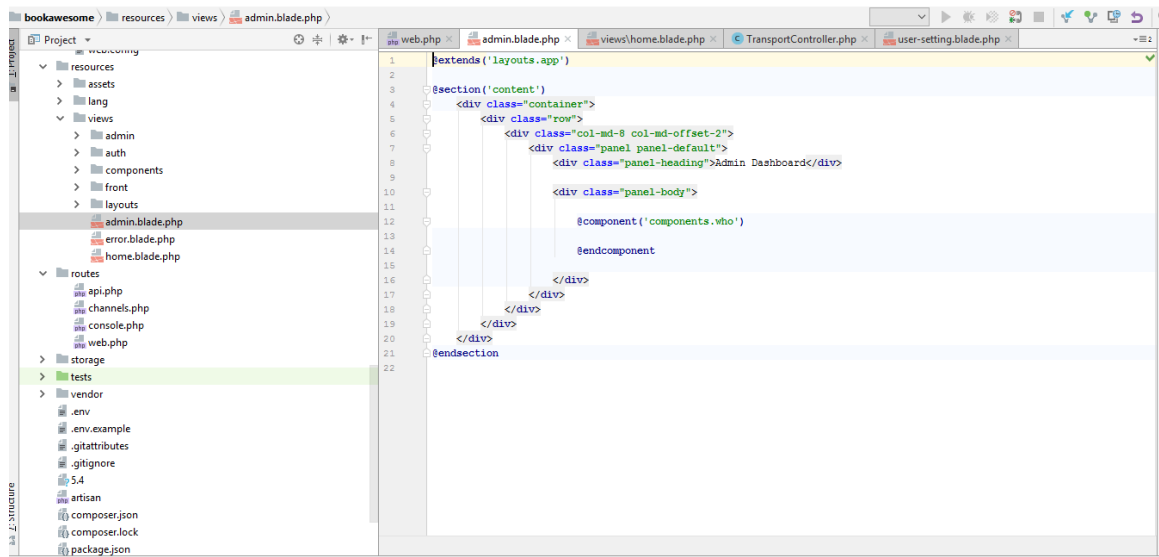 bookawesome resources views admin.blade.php
1: Project
Project
web.php admin.blade.php views\home.blade.php TransportController.php user-setting.blade.php 2
web.config
resources
assets
lang
views
admin
auth
components
front
layouts
admin.blade.php
error.blade.php
home.blade.php
routes
api.php
channels.php
console.php
web.php
storage
tests
vendor
.env
.env.example
.gitattributes
.gitignore
5.4
artisan
composer.json
composer.lock
package.json
7: Structure
1 @extends('layouts.app')
2
3 @section('content')
4 <div class="container">
5 <div class="row">
6 <div class="col-md-8 col-md-offset-2">
7 <div class="panel panel-default">
8 <div class="panel-heading">Admin Dashboard</div>
9
10 <div class="panel-body">
11
12 @component('components.who')
13
14 @endcomponent
15
16 </div>
17 </div>
18 </div>
19 </div>
20 </div>
21 @endsection
22